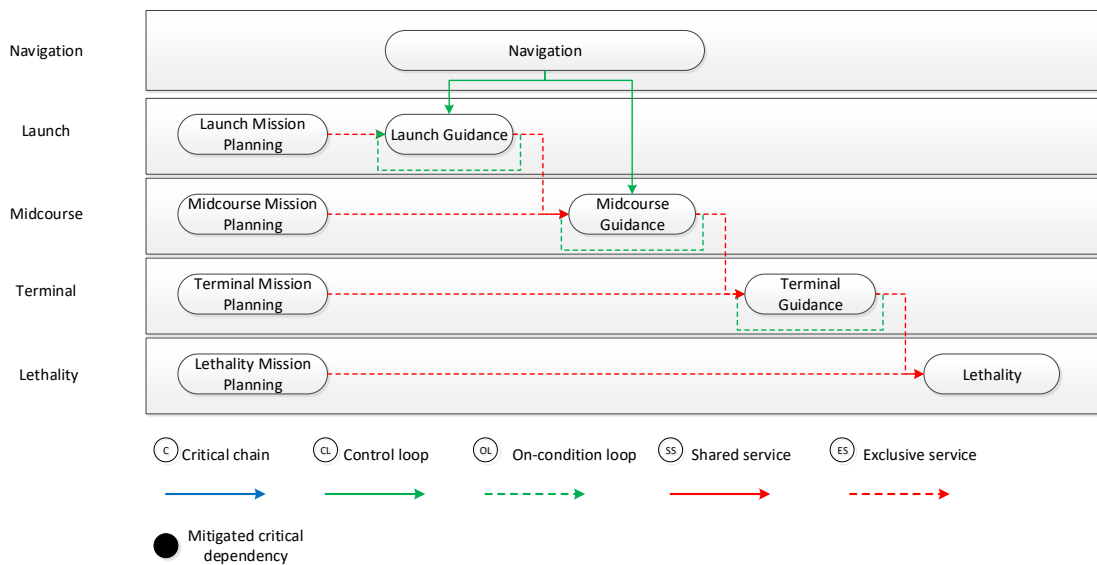 Navigation
Navigation
Launch
Launch Mission
Planning
Launch Guidance
Midcourse
Midcourse Mission
Planning
Midcourse
Guidance
Terminal
Terminal Mission
Planning
Terminal
Guidance
Lethality
Lethality Mission
Planning
Lethality
C Critical chain
CL Control loop
OL On-condition loop
SS Shared service
ES Exclusive service
Mitigated critical
dependency